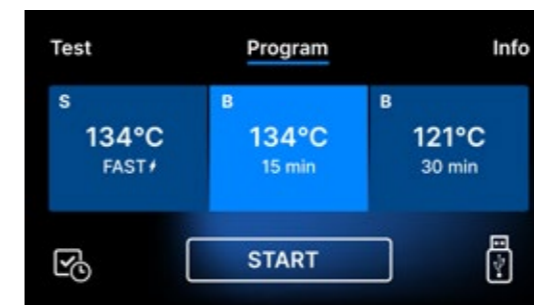 Test Program Info
S B B
134°C 134°C 121°C
FAST 15 min 30 min
START